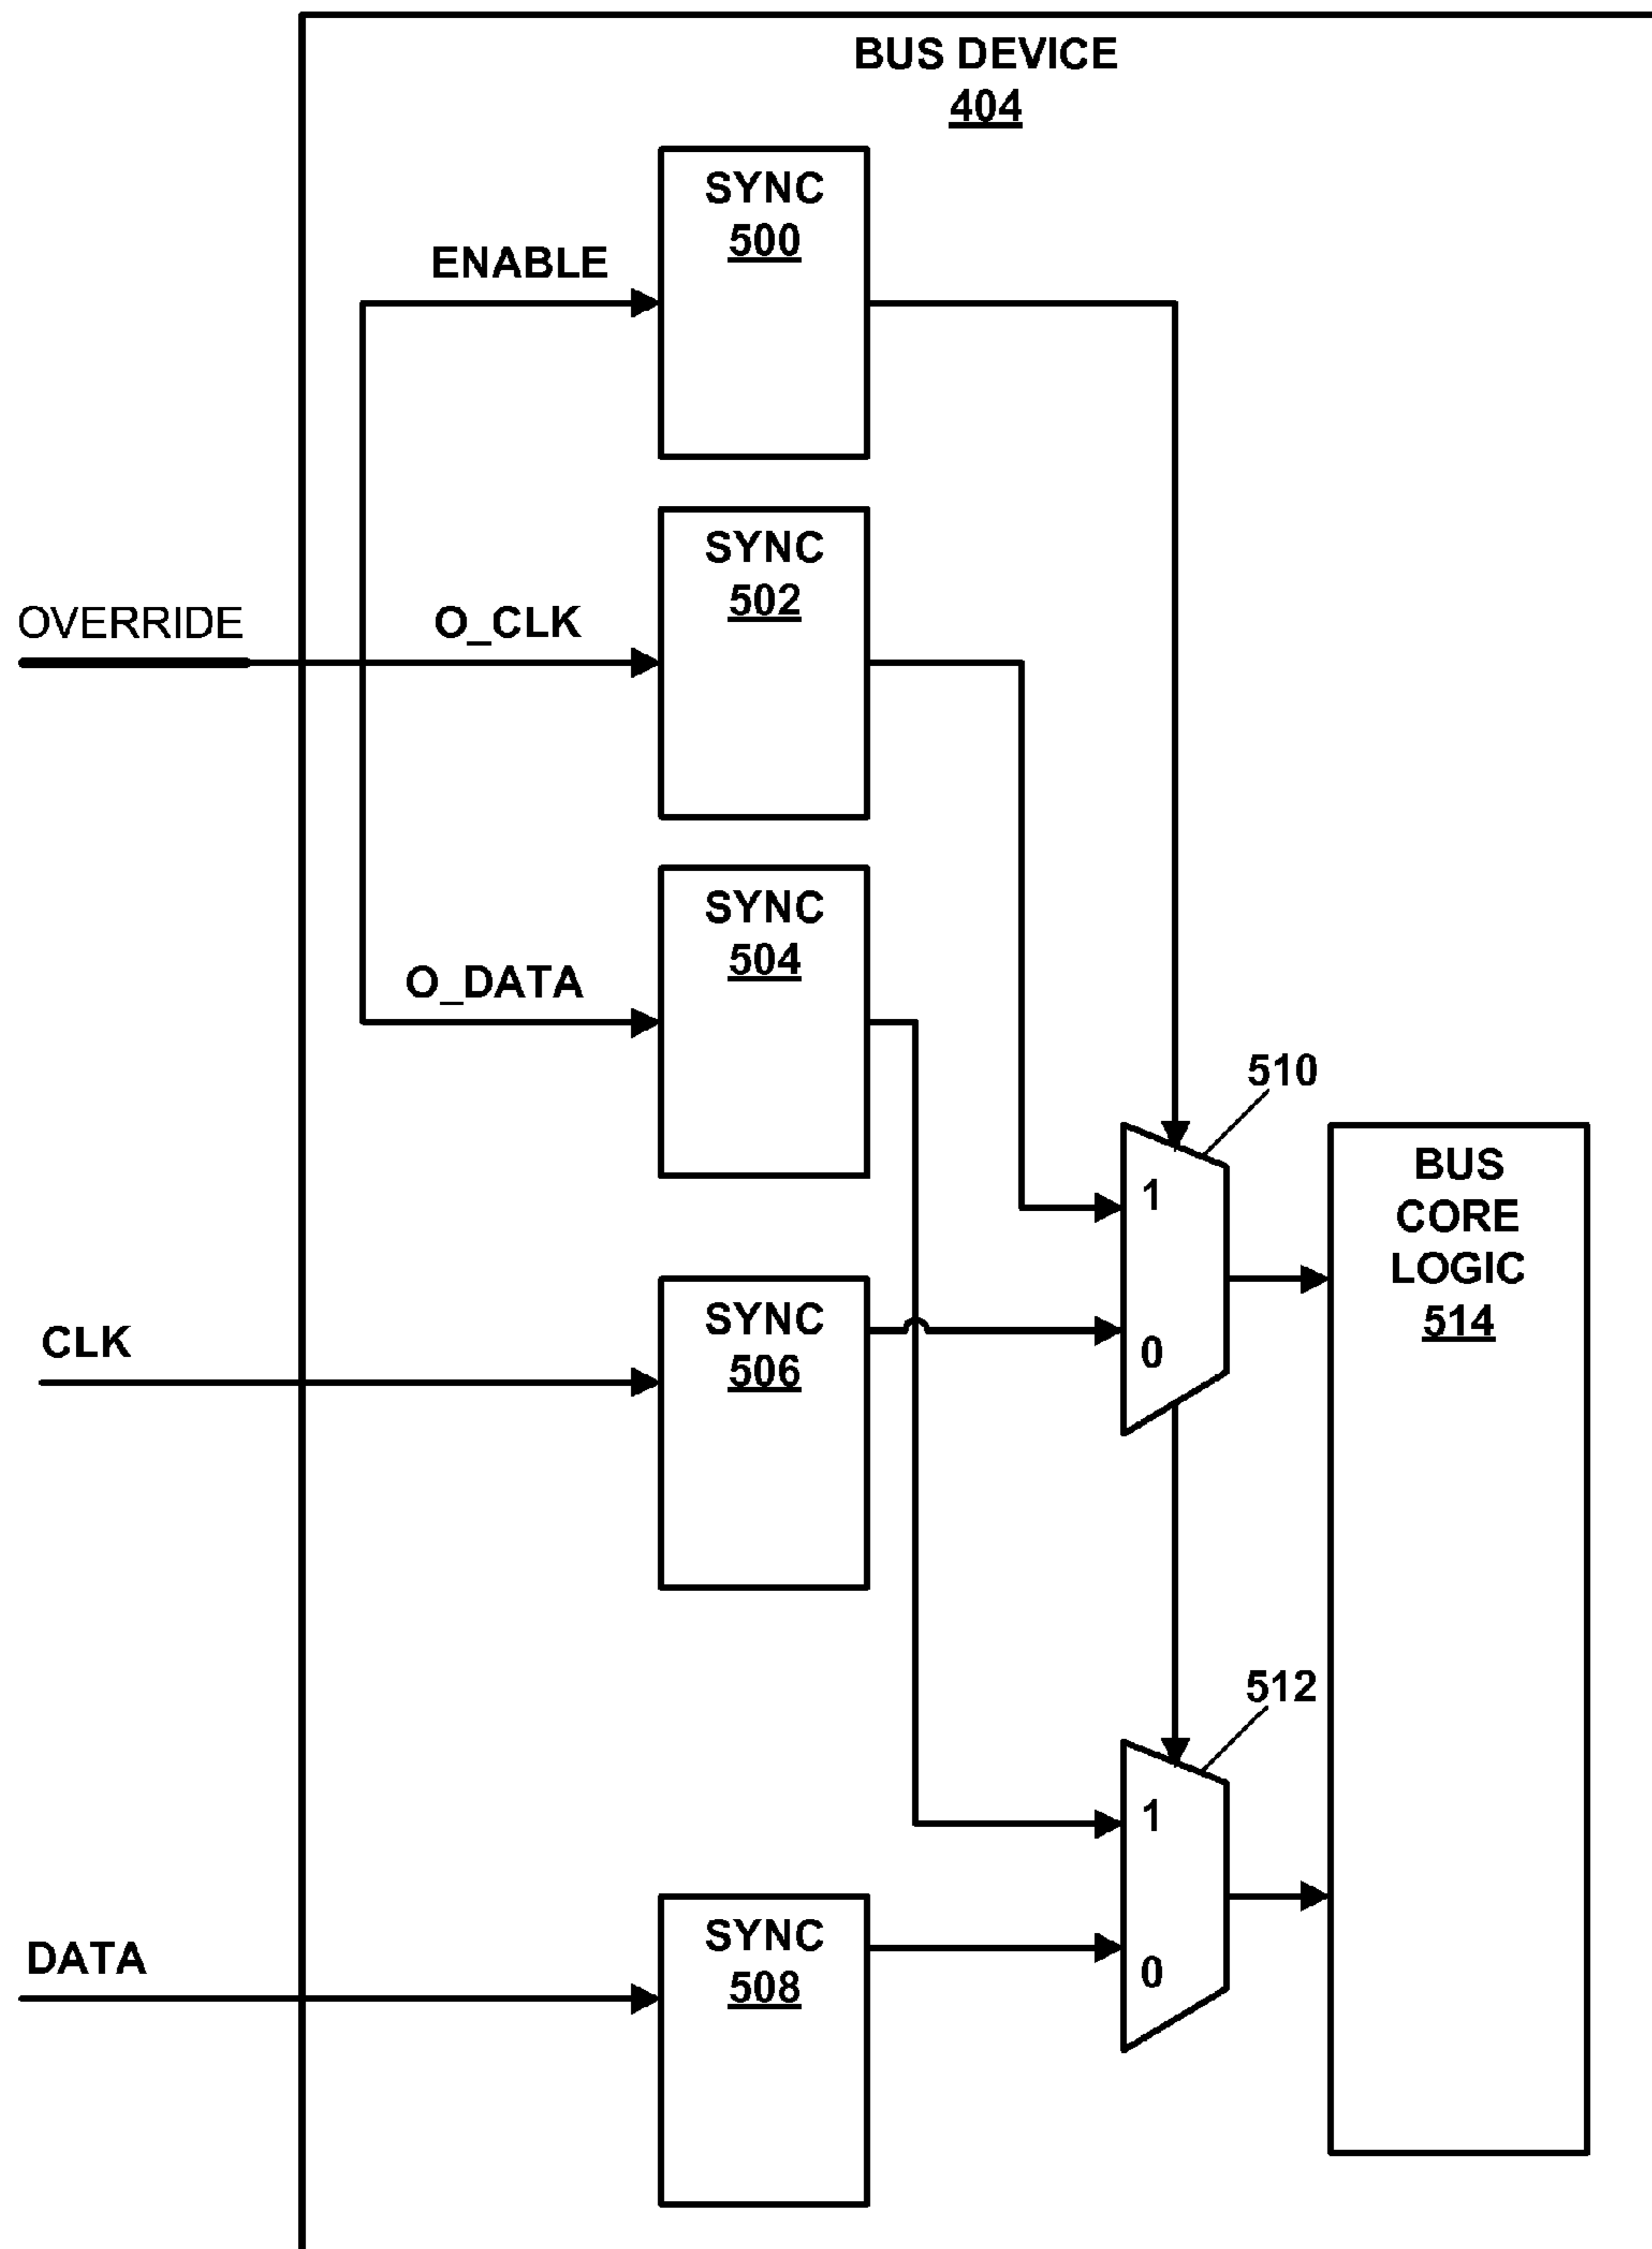 BUS DEVICE
404
SYNC
500
ENABLE
SYNC
502
OVERRIDE
O_CLK
SYNC
504
O_DATA
510
1
0
BUS
CORE
LOGIC
514
SYNC
506
CLK
512
1
0
SYNC
508
DATA